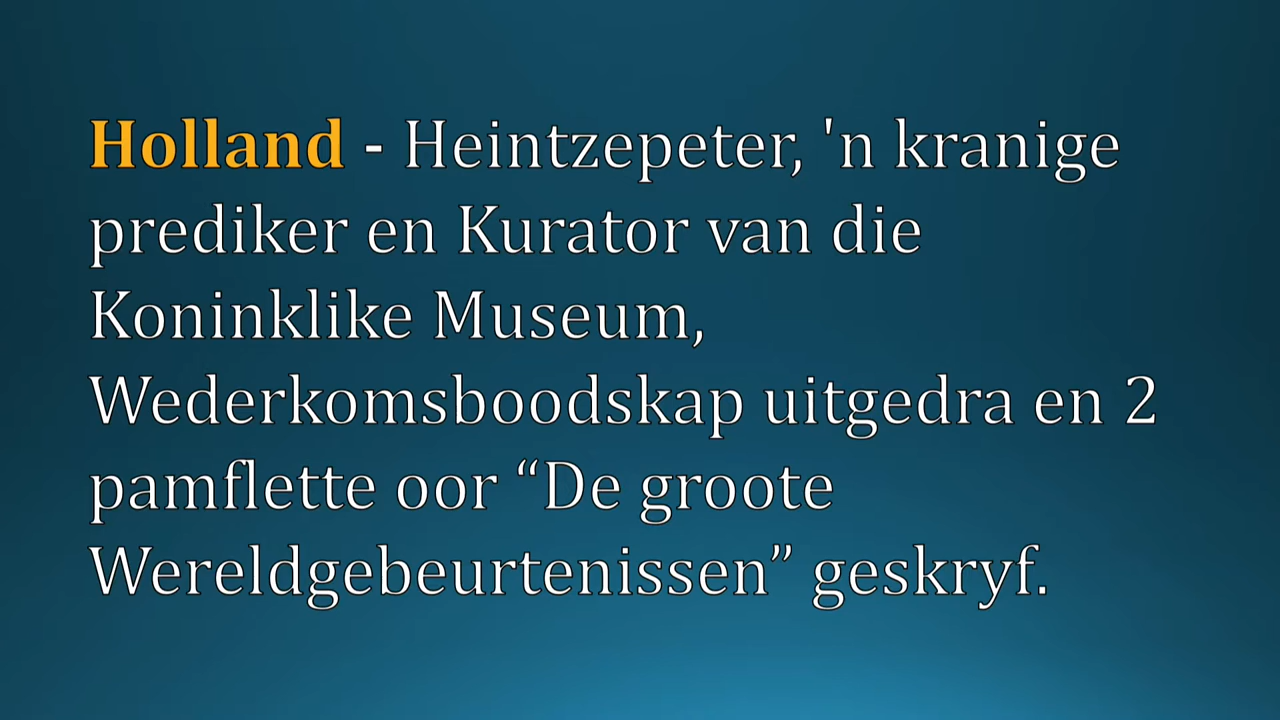 Holland - Heintzepeter, 'n kranige
prediker en Kurator van die
Koninklike Museum,
Wederkomsboodskap uitgedra en 2
pamflette oor “De groote
Wereldgebeurtenissen” geskryf.